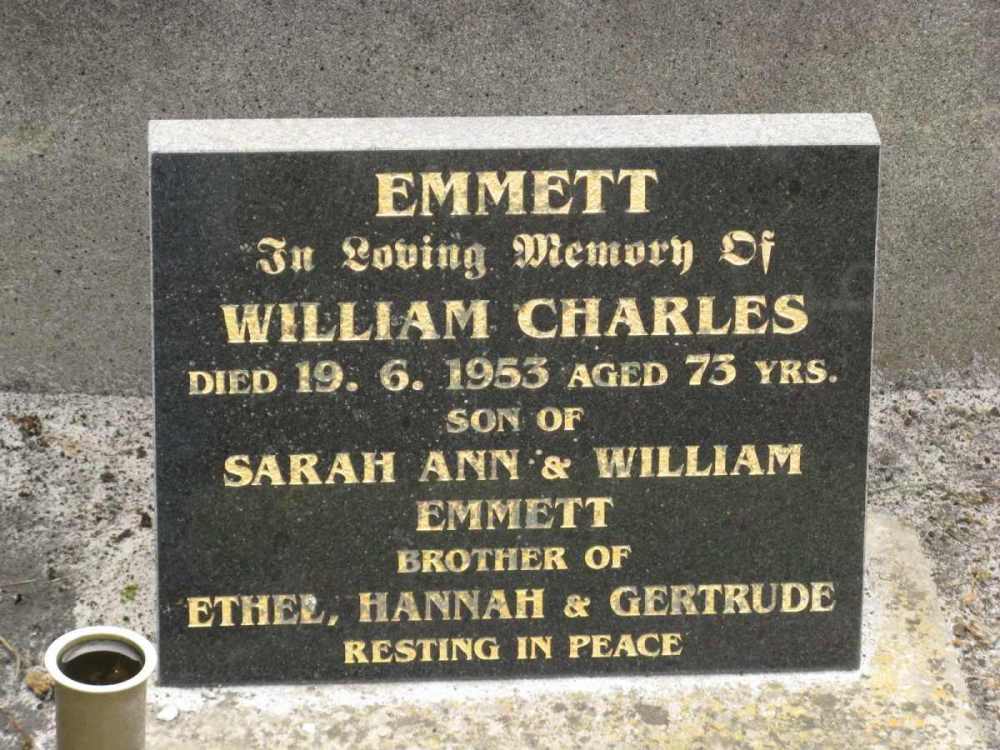 EMMETT
In Loving Memory Of
WILLIAM CHARLES
DIED 19. 6. 1953 AGED 73 YRS.
SON OF
SARAH ANN & WILLIAM
EMMETT
BROTHER OF
ETHEL, HANNAH & GERTRUDE
RESTING IN PEACE